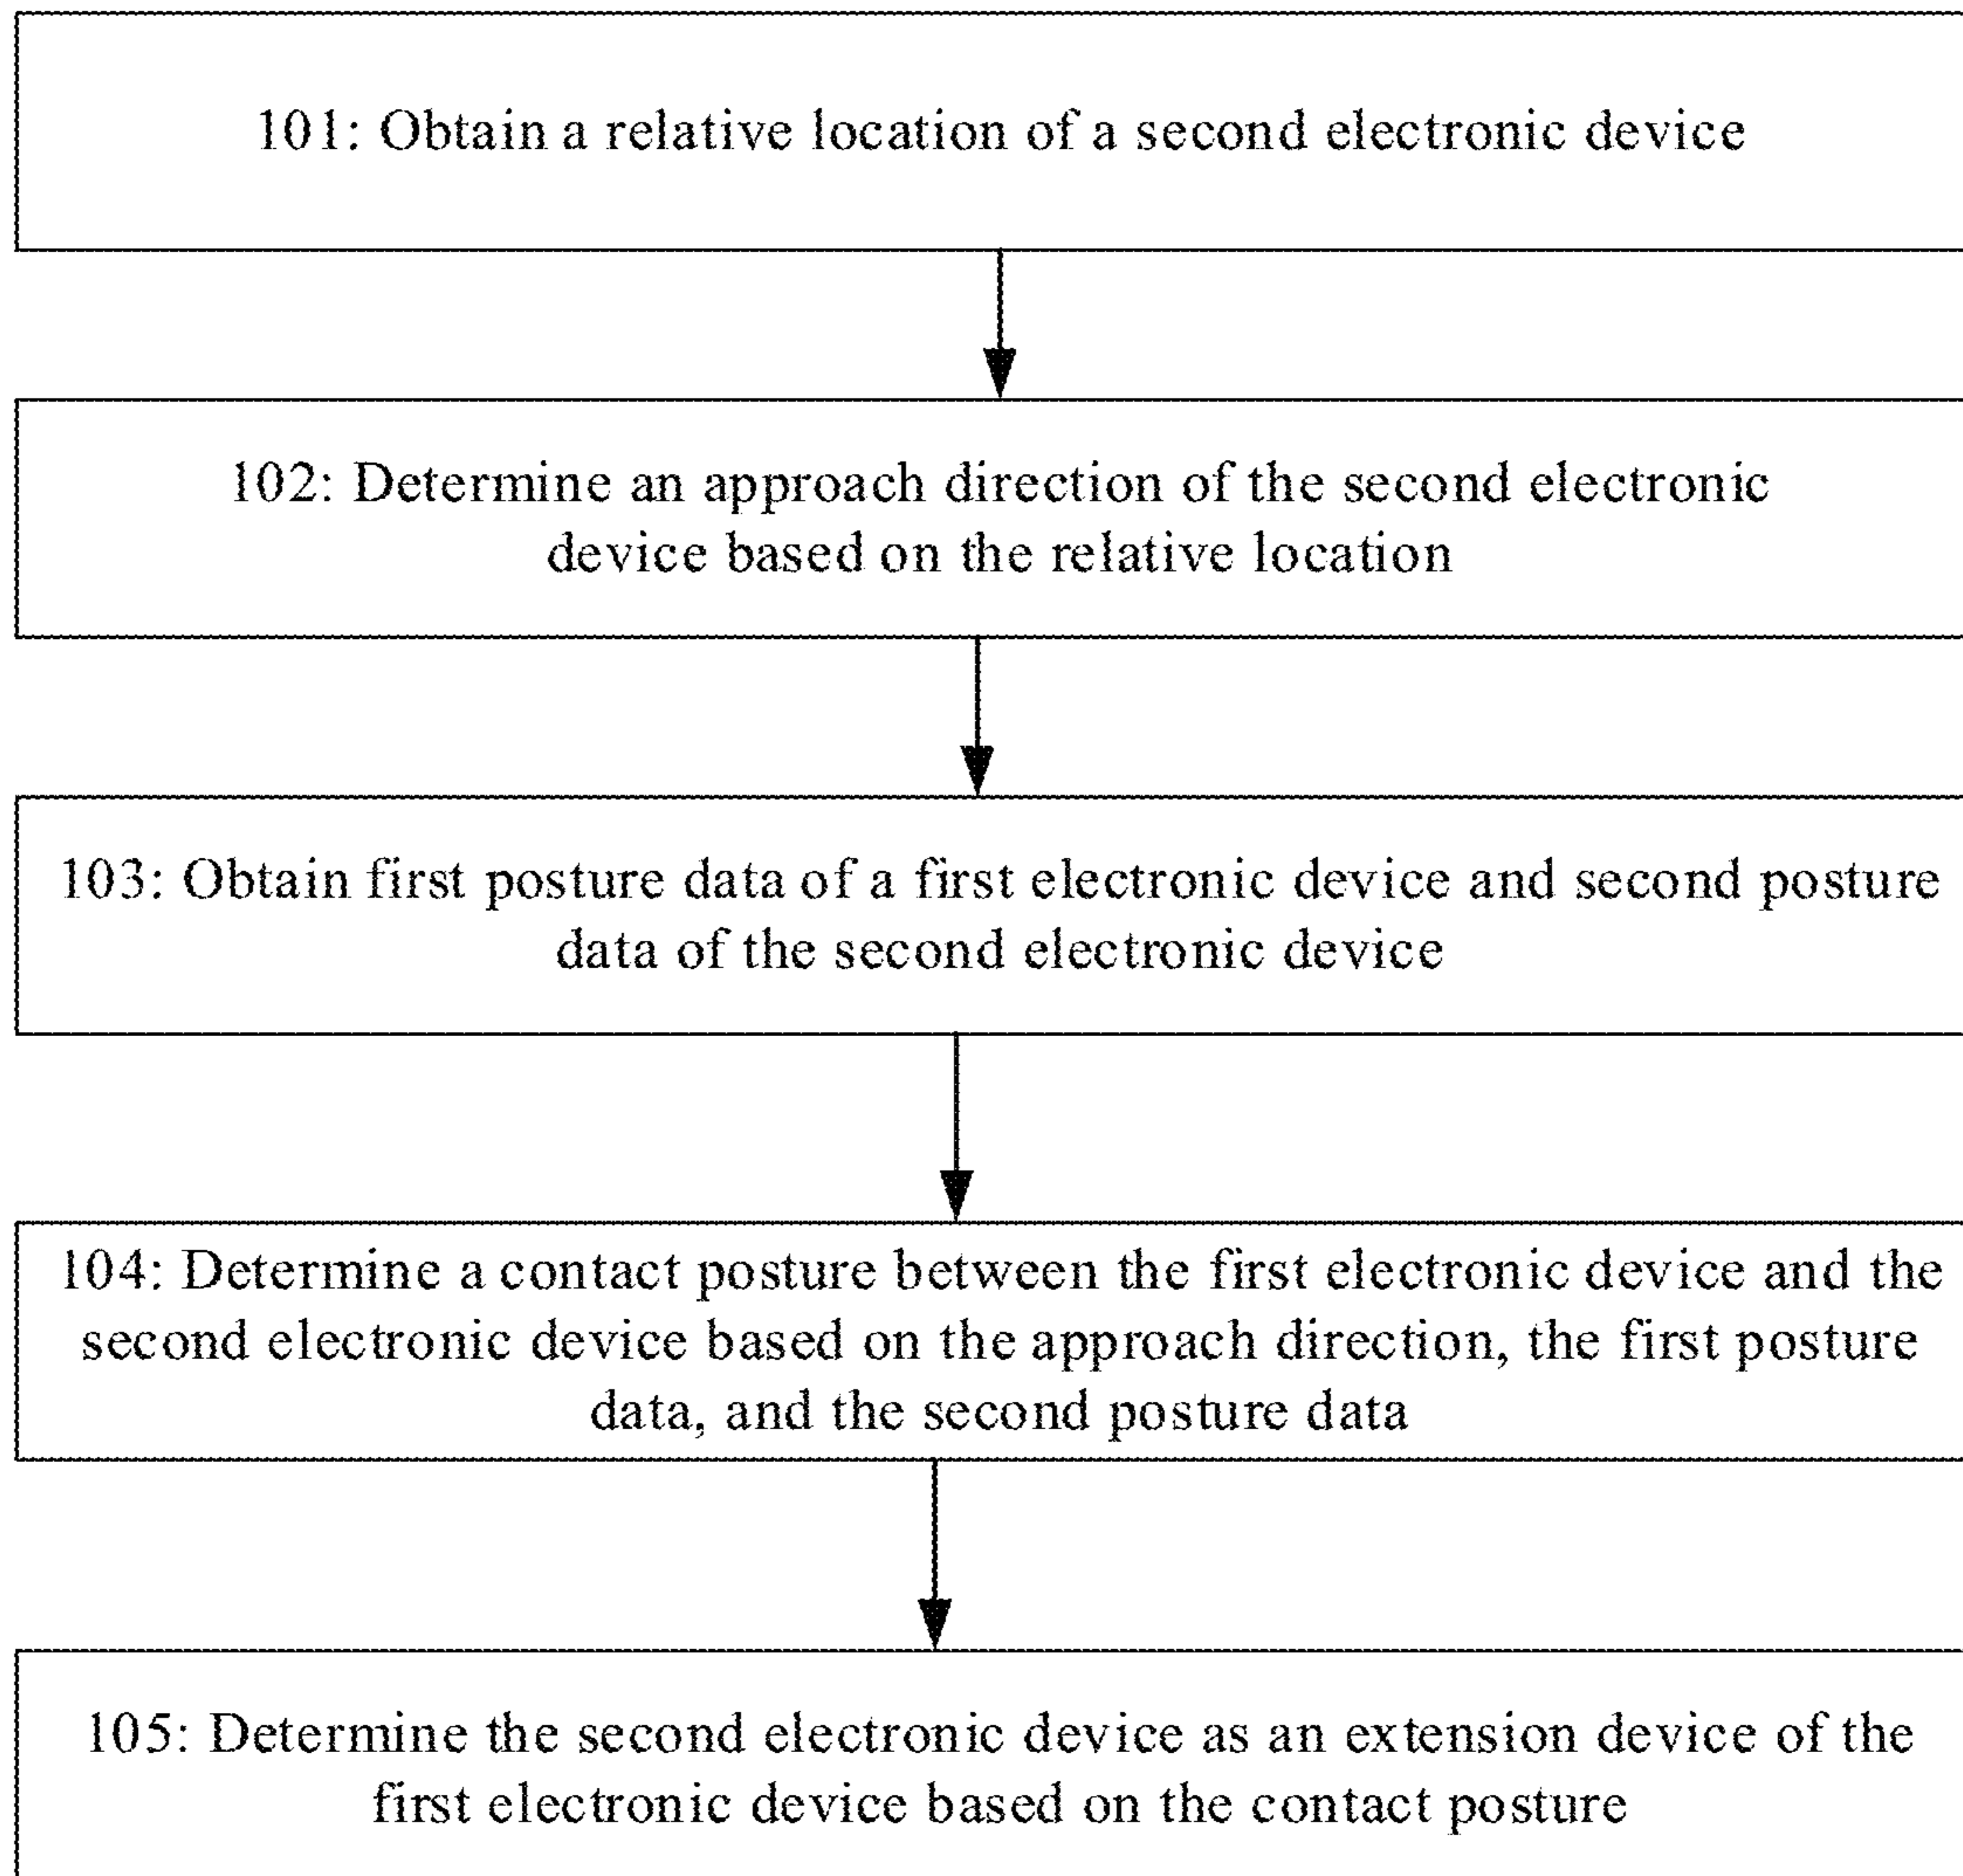 101: Obtain a relative location of a second electronic device
102: Determine an approach direction of the second electronic
device based on the relative location
103: Obtain first posture data of a first electronic device and second posture
data of the second electronic device
104: Determine a contact posture between the first electronic device and the
second electronic device based on the approach direction, the first posture
data, and the second posture data
105: Determine the second electronic device as an extension device of the
first electronic device based on the contact posture